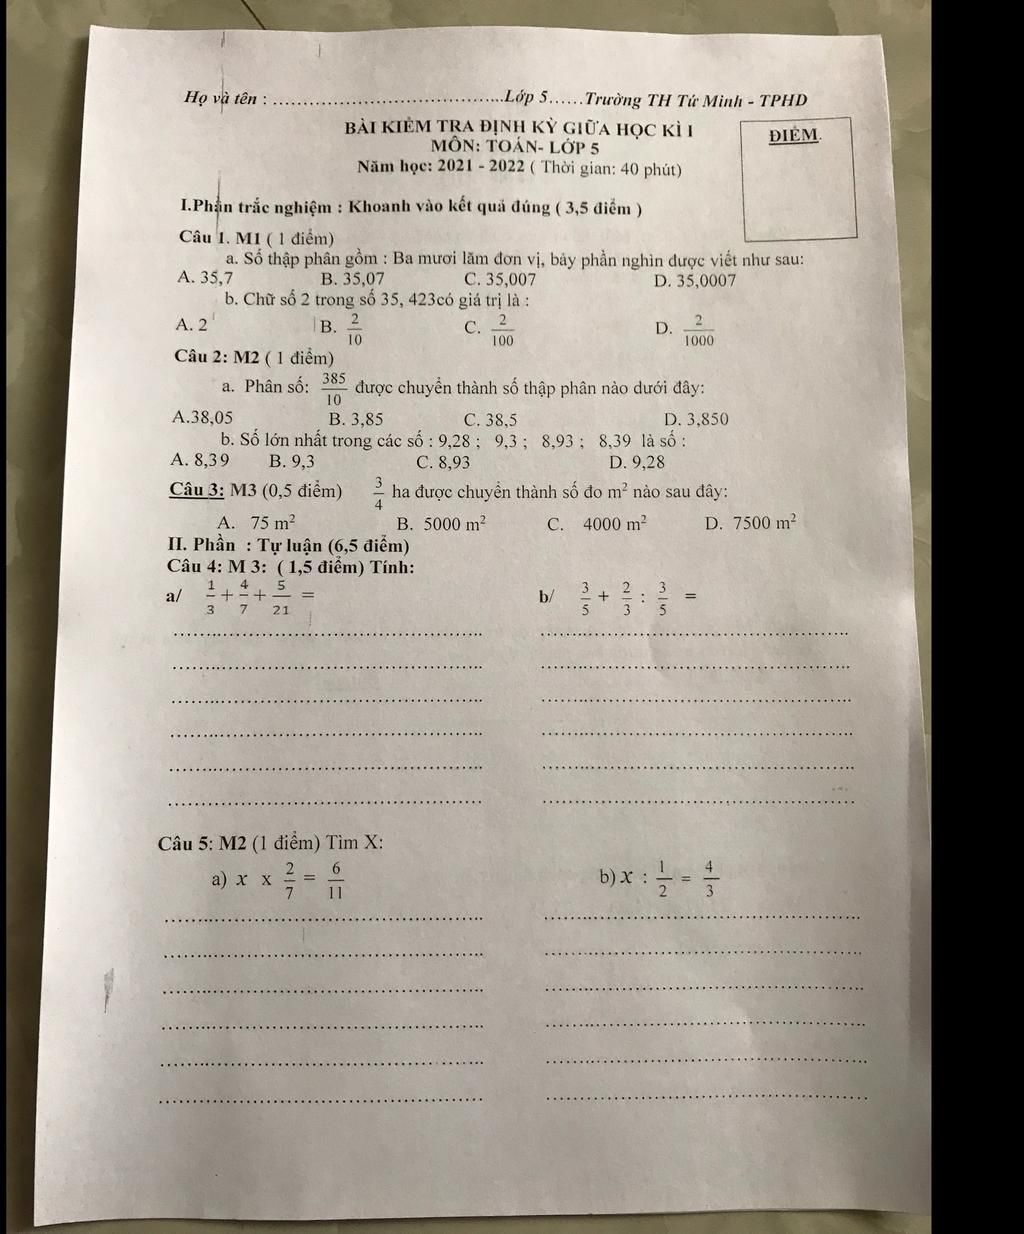 Họ và tên : ........................................Lớp 5......Trường TH Tứ Minh - TPHD
BÀI KIỂM TRA ĐỊNH KỲ GIỮA HỌC KÌ I
MÔN: TOÁN- LỚP 5
ĐIỂM.
Năm học: 2021 - 2022 ( Thời gian: 40 phút)
I.Phần trắc nghiệm : Khoanh vào kết quả đúng ( 3,5 điểm )
Câu 1. M1 ( 1 điểm)
a. Số thập phân gồm : Ba mươi lăm đơn vị, bảy phần nghìn được viết như sau:
A. 35,7 B. 35,07 C. 35,007 D. 35,0007
b. Chữ số 2 trong số 35, 423có giá trị là :
A. 2 B. 2/10 C. 2/100 D. 2/1000
Câu 2: M2 ( 1 điểm)
a. Phân số: 385/10 được chuyển thành số thập phân nào dưới đây:
A.38,05 B. 3,85 C. 38,5 D. 3,850
b. Số lớn nhất trong các số : 9,28 ; 9,3 ; 8,93 ; 8,39 là số :
A. 8,39 B. 9,3 C. 8,93 D. 9,28
Câu 3: M3 (0,5 điểm) 3/4 ha được chuyển thành số đo m² nào sau đây:
A. 75 m² B. 5000 m² C. 4000 m² D. 7500 m²
II. Phần : Tự luận (6,5 điểm)
Câu 4: M 3: ( 1,5 điểm) Tính:
a/ 1/3 + 4/7 + 5/21 = b/ 3/5 + 2/3 : 3/5 =
Câu 5: M2 (1 điểm) Tìm X:
a) x x 2/7 = 6/11 b) x : 1/2 = 4/3